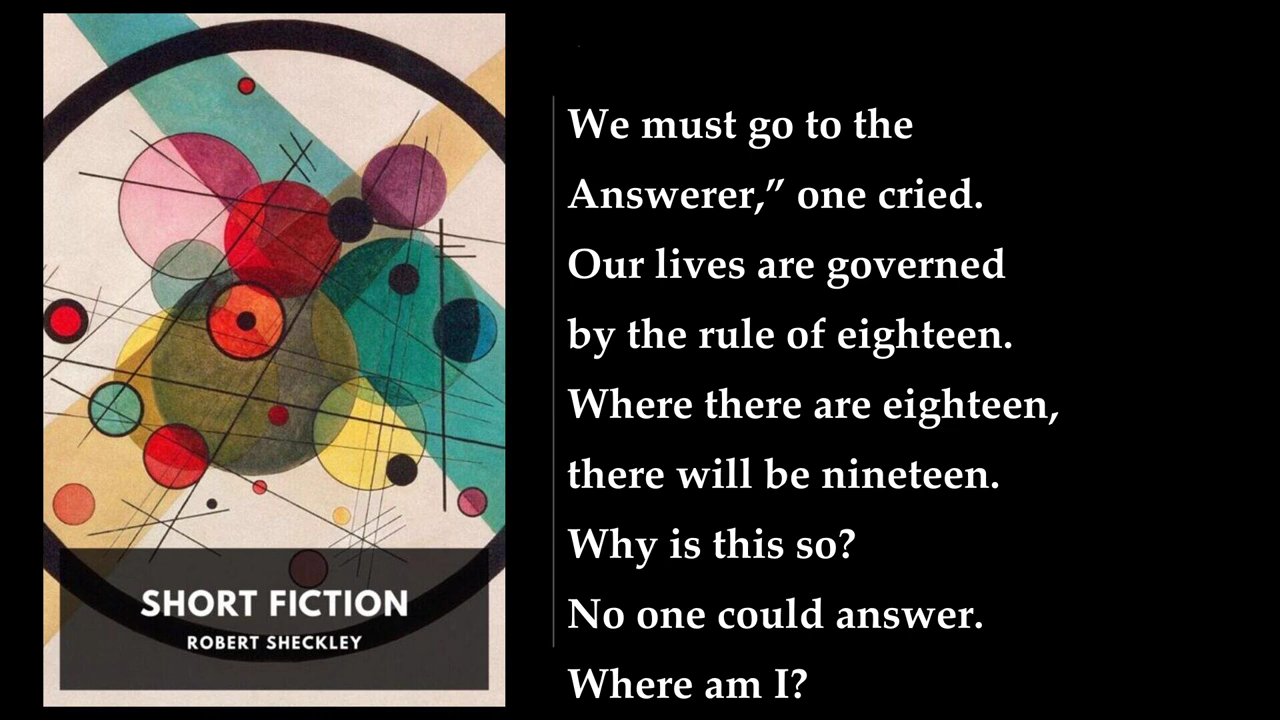 SHORT FICTION
ROBERT SHECKLEY
We must go to the
Answerer,” one cried.
Our lives are governed
by the rule of eighteen.
Where there are eighteen,
there will be nineteen.
Why is this so?
No one could answer.
Where am I?